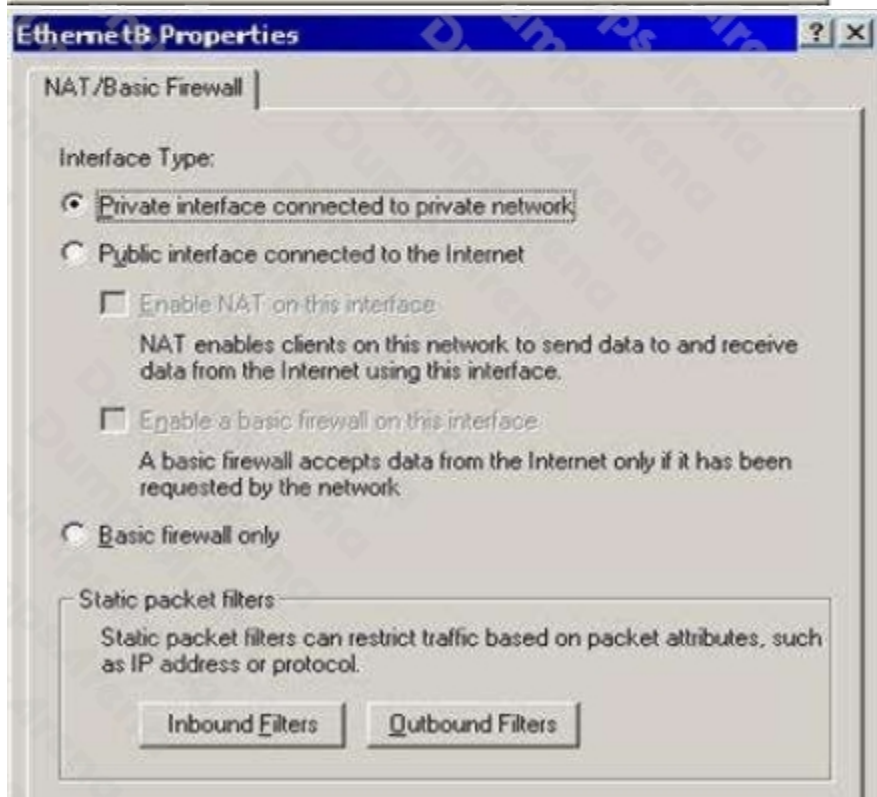 EthernetB Properties
NAT/Basic Firewall
Interface Type:
Private interface connected to private network
Public interface connected to the Internet
Enable NAT on this interface
NAT enables clients on this network to send data to and receive
data from the Internet using this interface.
Enable a basic firewall on this interface
A basic firewall accepts data from the Internet only if it has been
requested by the network
Basic firewall only
Static packet filters
Static packet filters can restrict traffic based on packet attributes, such
as IP address or protocol.
Inbound Filters
Outbound Filters
DumpsArena